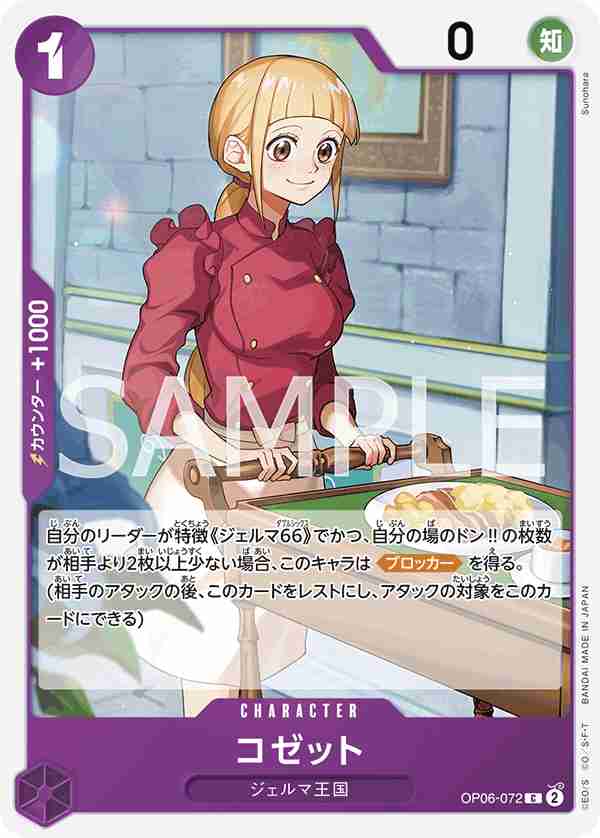 1
0
知
Sunohara
カウンター +1000
SAMPLE
自分のリーダーが特徴《ジェルマ66》でかつ、自分の場のドン!!の枚数
が相手より2枚以上少ない場合、このキャラは ブロッカー を得る。
(相手のアタックの後、このカードをレストにし、アタックの対象をこのカ
ードにできる)
CHARACTER
コゼット
ジェルマ王国
OP06-072 C 2
©E.O/S ©O/S・F・T BANDAI MADE IN JAPAN